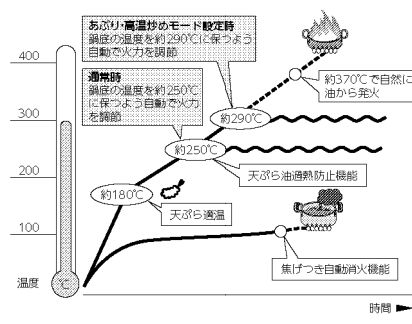 あぶり・高温炒めモード設定時
鍋底の温度を約290℃に保つよう
自動で火力を調節
通常時
鍋底の温度を約250℃
に保つよう自動で火力
を調節
400
300
200
100
温度
℃
約370℃で自然に
油から発火
約290℃
約250℃
天ぷら油過熱防止機能
約180℃
天ぷら適温
焦げつき自動消火機能
時間